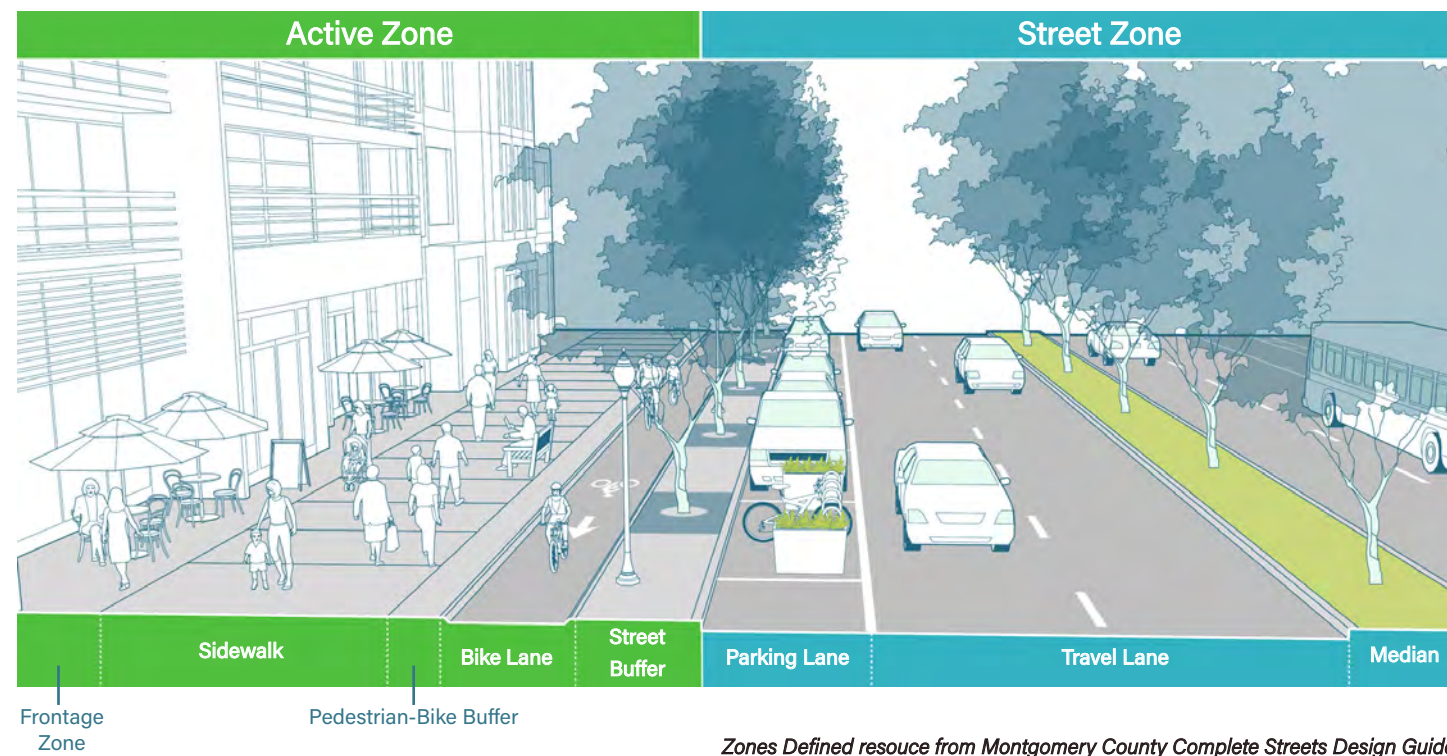 Active Zone
Street Zone
Sidewalk
Bike Lane
Street
Buffer
Parking Lane
Travel Lane
Median
Frontage
Zone
Pedestrian-Bike Buffer
Zones Defined resouce from Montgomery County Complete Streets Design Guide